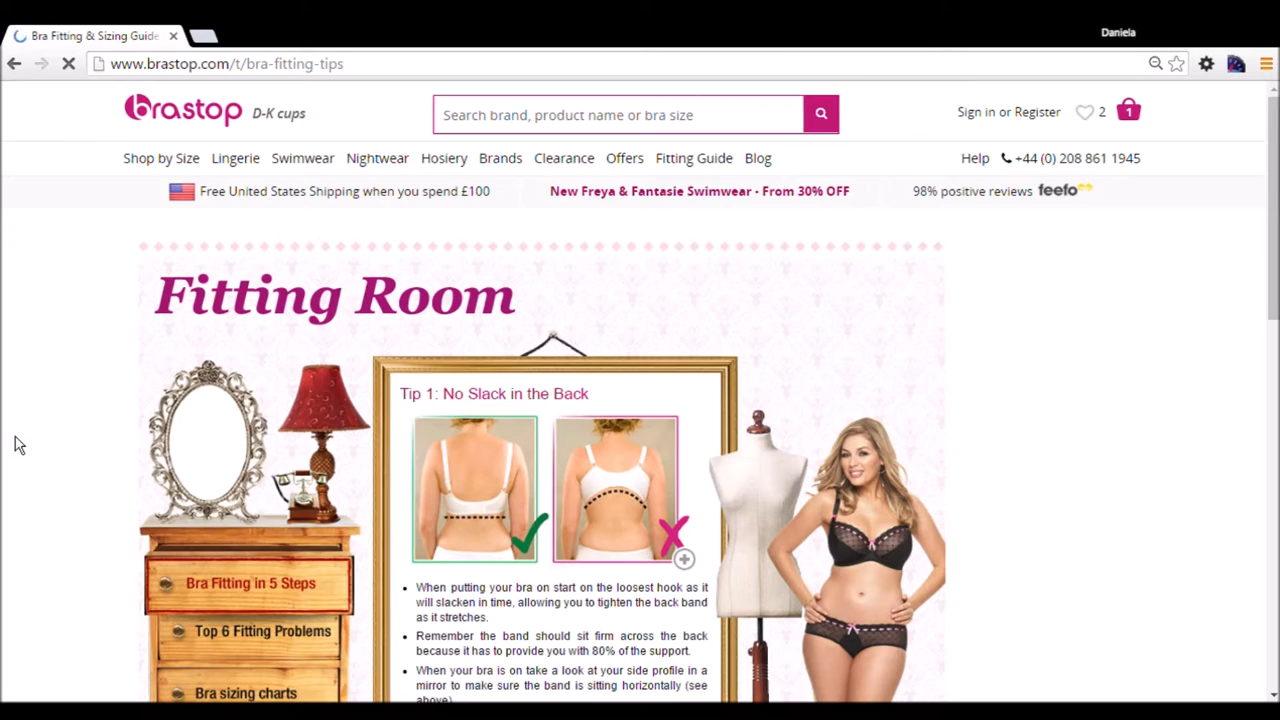 Bra Fitting & Sizing Guide
Daniela
www.brastop.com/t/bra-fitting-tips
brastop D-K cups
Search brand, product name or bra size
Sign in or Register
2
1
Shop by Size Lingerie Swimwear Nightwear Hosiery Brands Clearance Offers Fitting Guide Blog
Help +44 (0) 208 861 1945
Free United States Shipping when you spend £100
New Freya & Fantasie Swimwear - From 30% OFF
98% positive reviews feefo
Fitting Room
Tip 1: No Slack in the Back
When putting your bra on start on the loosest hook as it
will slacken in time, allowing you to tighten the back band
as it stretches.
Remember the band should sit firm across the back
because it has to provide you with 80% of the support.
When your bra is on take a look at your side profile in a
mirror to make sure the band is sitting horizontally (see
above)
Bra Fitting in 5 Steps
Top 6 Fitting Problems
Bra sizing charts